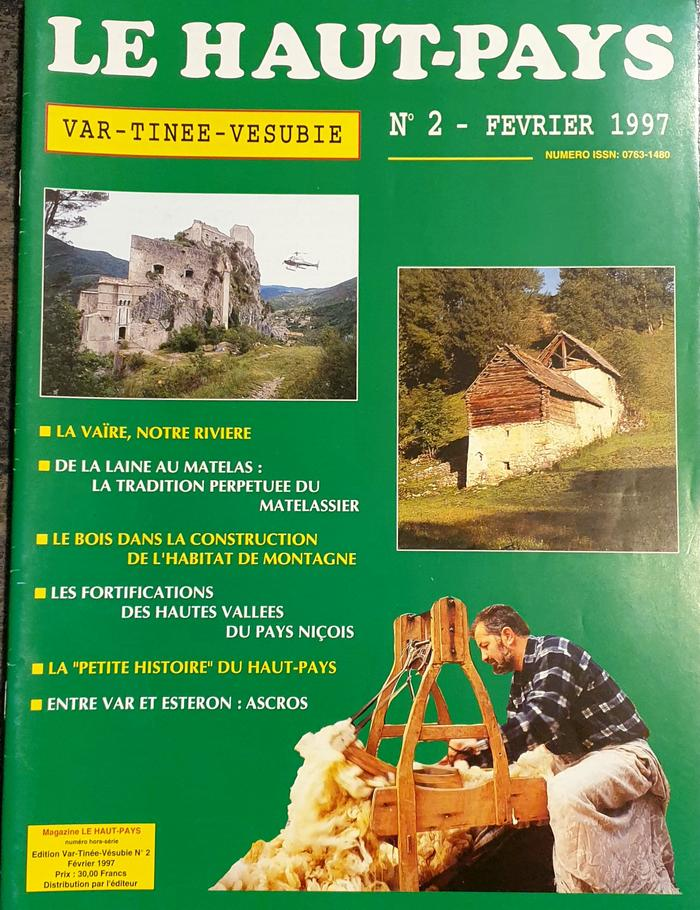 LE HAUT-PAYS
VAR-TINEE-VESUBIE
N° 2 - FEVRIER 1997
NUMERO ISSN: 0763-1480
LA VAÏRE, NOTRE RIVIERE
DE LA LAINE AU MATELAS :
LA TRADITION PERPETUEE DU
MATELASSIER
LE BOIS DANS LA CONSTRUCTION
DE L'HABITAT DE MONTAGNE
LES FORTIFICATIONS
DES HAUTES VALLEES
DU PAYS NIÇOIS
LA "PETITE HISTOIRE" DU HAUT-PAYS
ENTRE VAR ET ESTERON : ASCROS
Magazine LE HAUT-PAYS
numéro hors-série
Edition Var-Tinée-Vésubie N° 2
Février 1997
Prix : 30,00 Francs
Distribution par l'éditeur